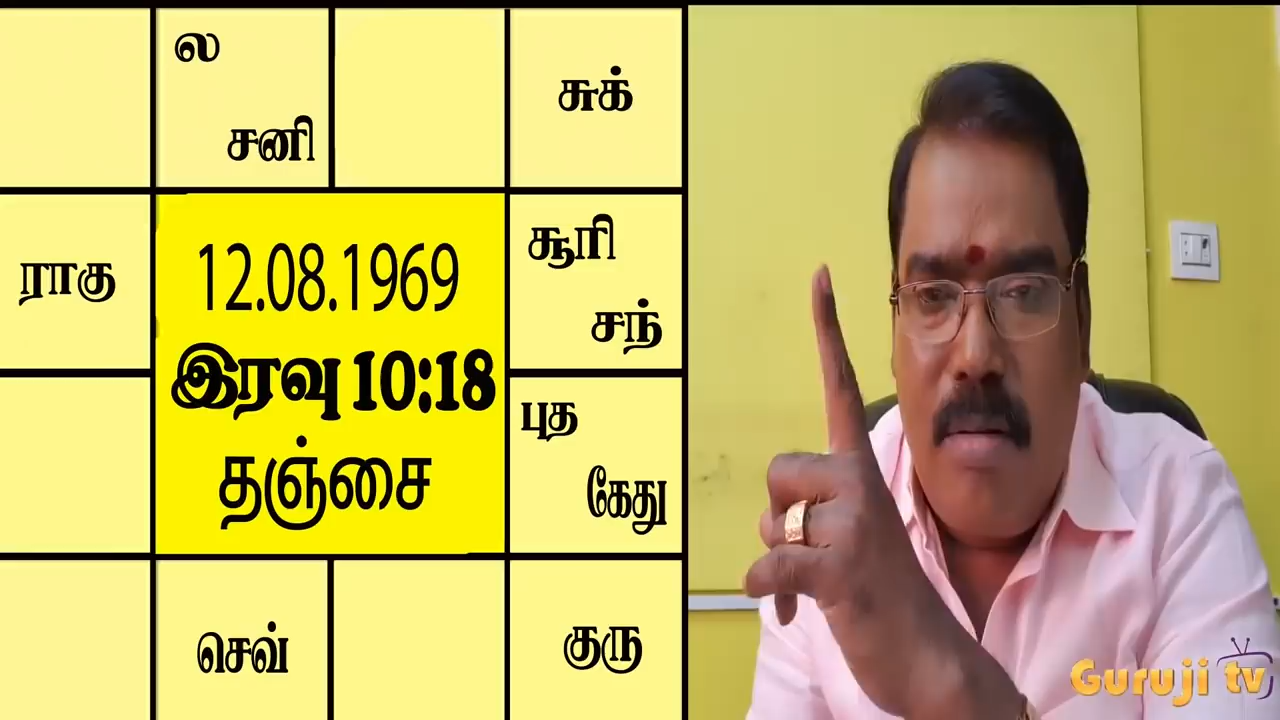 ல
சனி
சுக்
ராகு
12.08.1969
இரவு 10:18
தஞ்சை
சூரி
சந்
புத
கேது
செவ்
குரு
Guruji tv